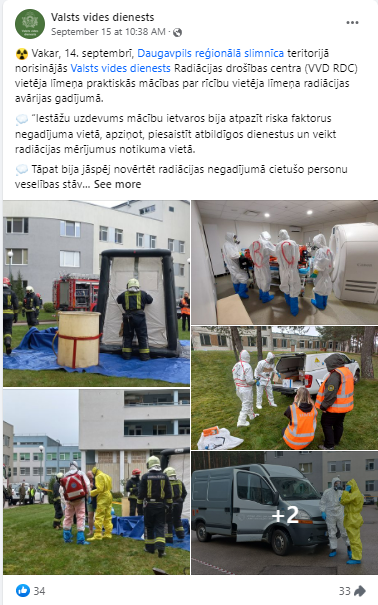 Valsts vides dienests
September 15 at 10:38 AM ·
Vakar, 14. septembrī, Daugavpils reģionālā slimnīca teritorijā
norisinājās Valsts vides dienests Radiācijas drošības centra (VVD RDC)
vietēja līmeņa praktiskās mācības par rīcību vietēja līmeņa radiācijas
avārijas gadījumā.
"Iestāžu uzdevums mācību ietvaros bija atpazīt riska faktorus
negadījuma vietā, apziņot, piesaistīt atbildīgos dienestus un veikt
radiācijas mērījumus notikuma vietā.
Tāpat bija jāspēj novērtēt radiācijas negadījumā cietušo personu
veselības stāv... See more
+2
34
33